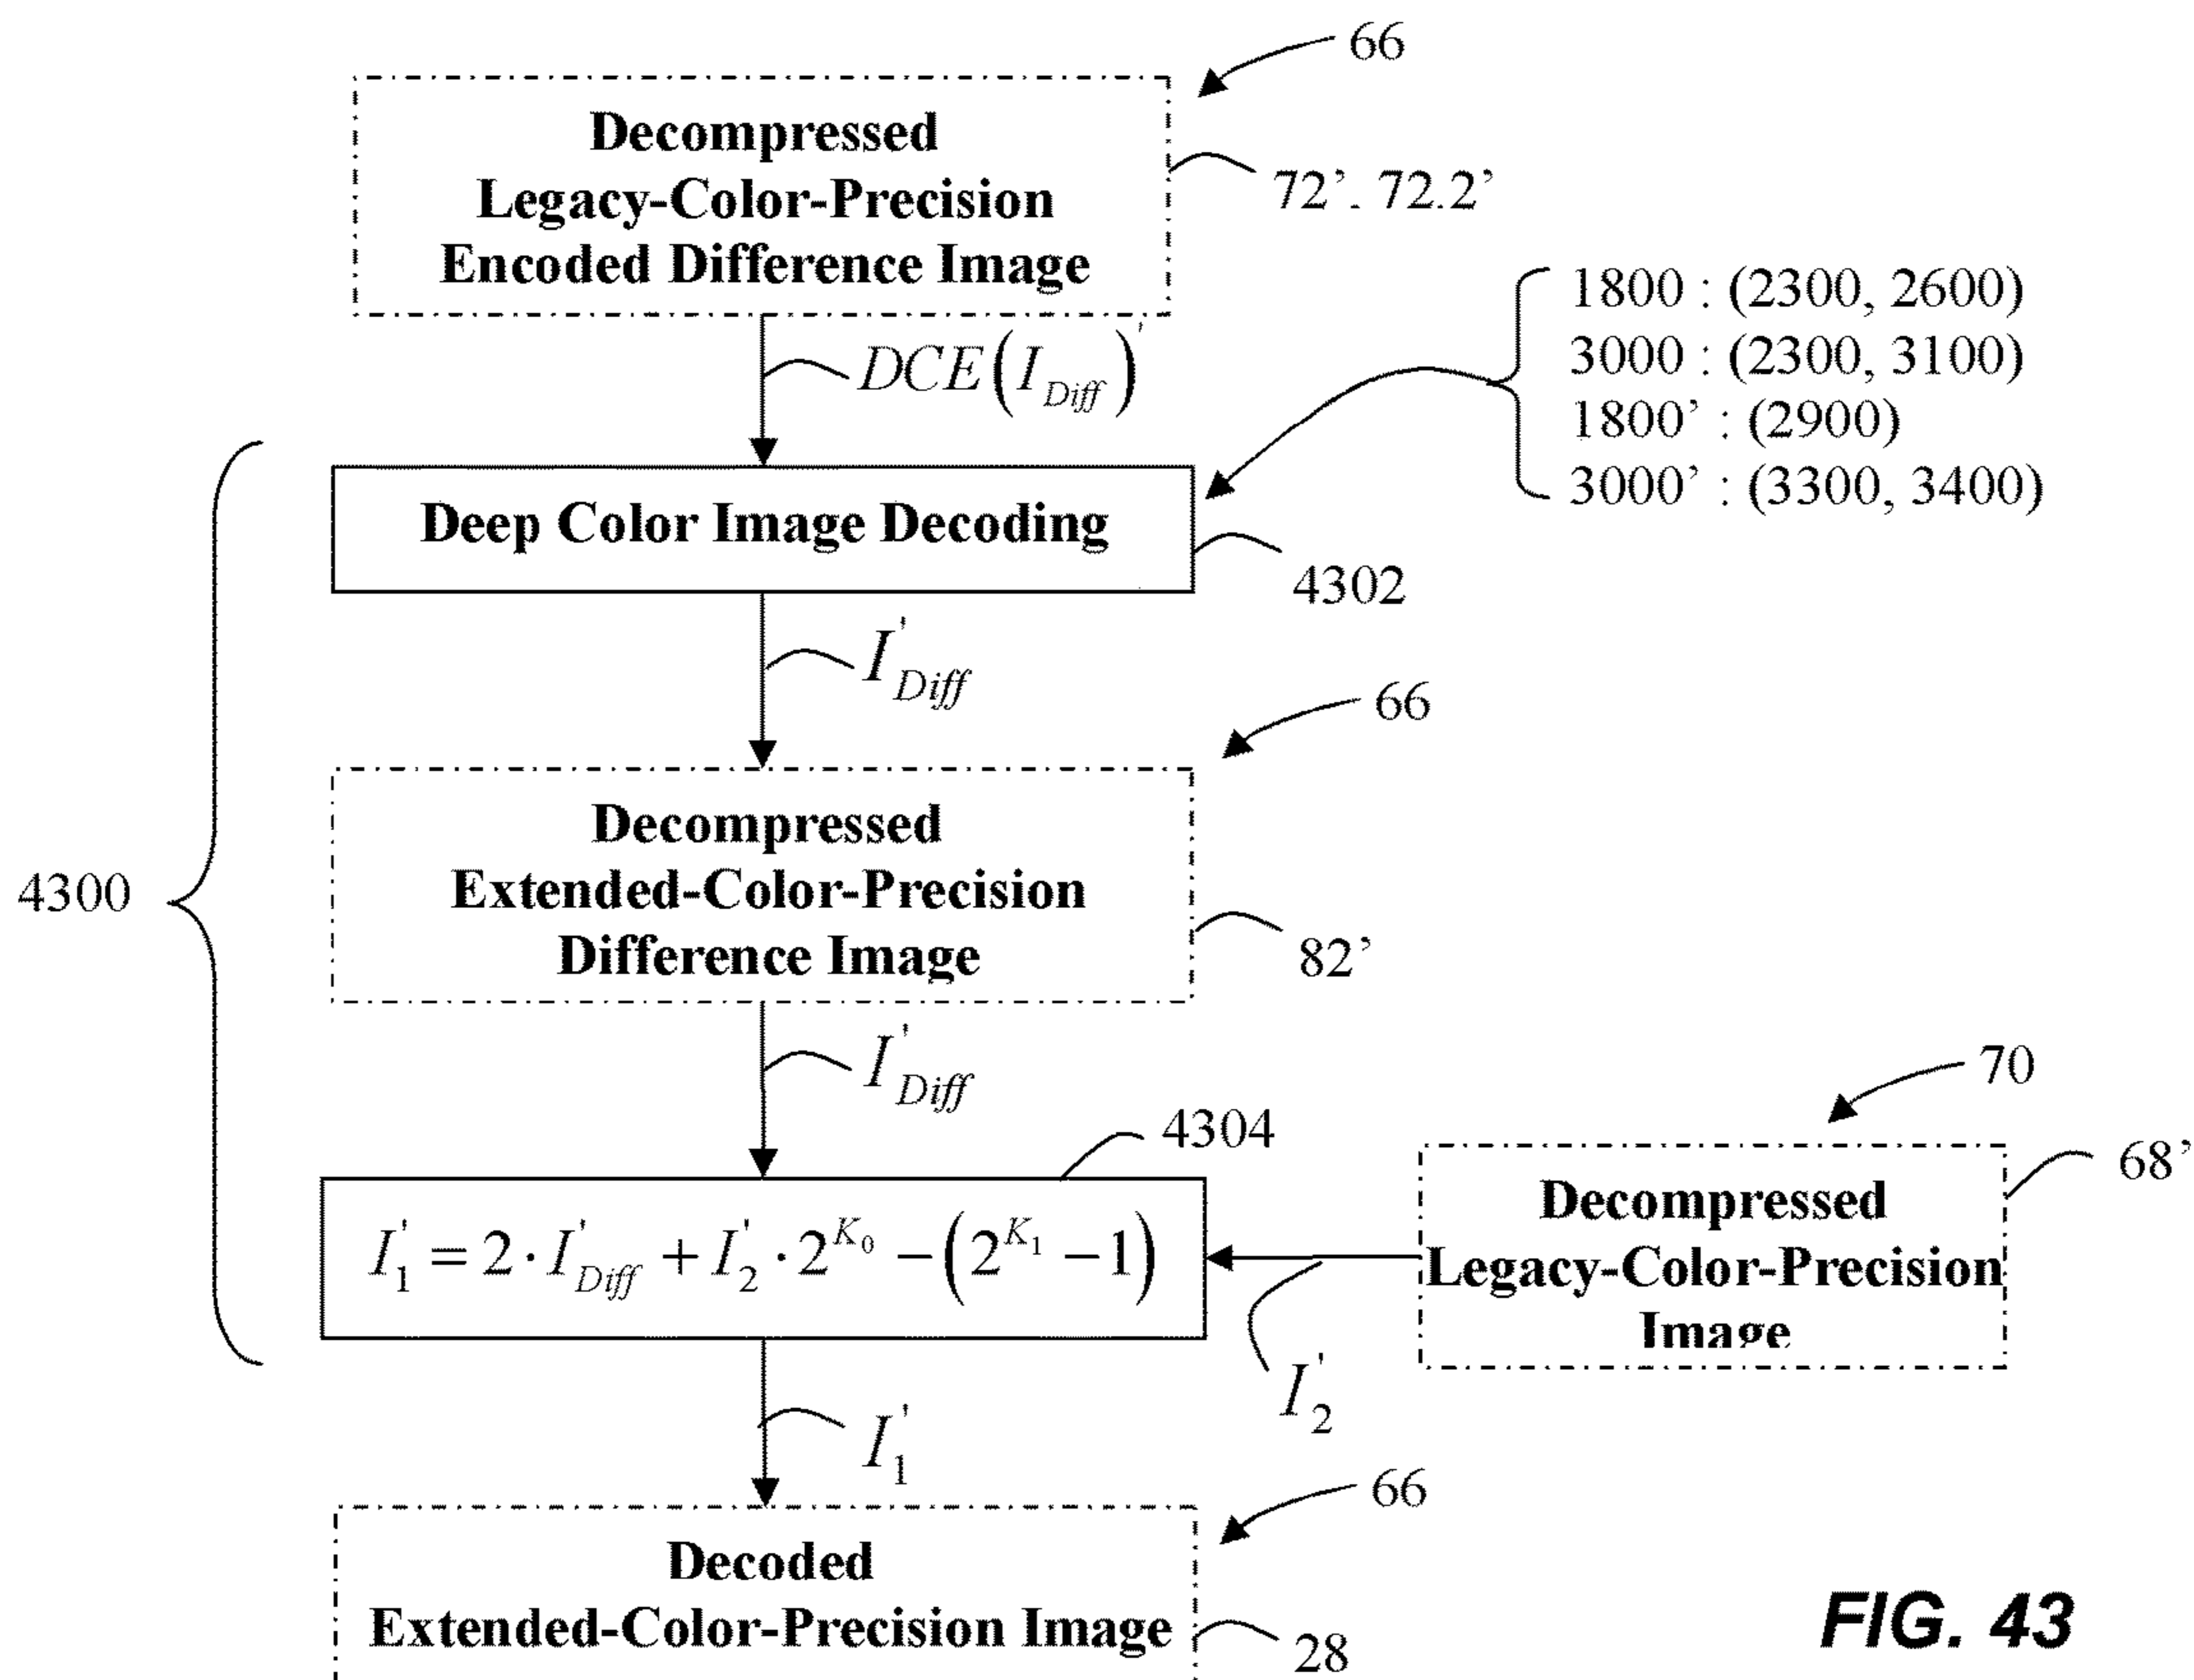 66
Decompressed
Legacy-Color-Precision
Encoded Difference Image
72’. 72.2’
DCE(I_Diff)'
1800 : (2300, 2600)
3000 : (2300, 3100)
1800’ : (2900)
3000’ : (3300, 3400)
Deep Color Image Decoding
4302
I'_Diff
66
Decompressed
Extended-Color-Precision
Difference Image
82’
4300
I'_Diff
4304
70
68’
I'_1 = 2 · I'_Diff + I'_2 · 2^K_0 − (2^K_1 − 1)
Decompressed
Legacy-Color-Precision
Image
I'_2
I'_1
66
Decoded
Extended-Color-Precision Image
28
FIG. 43